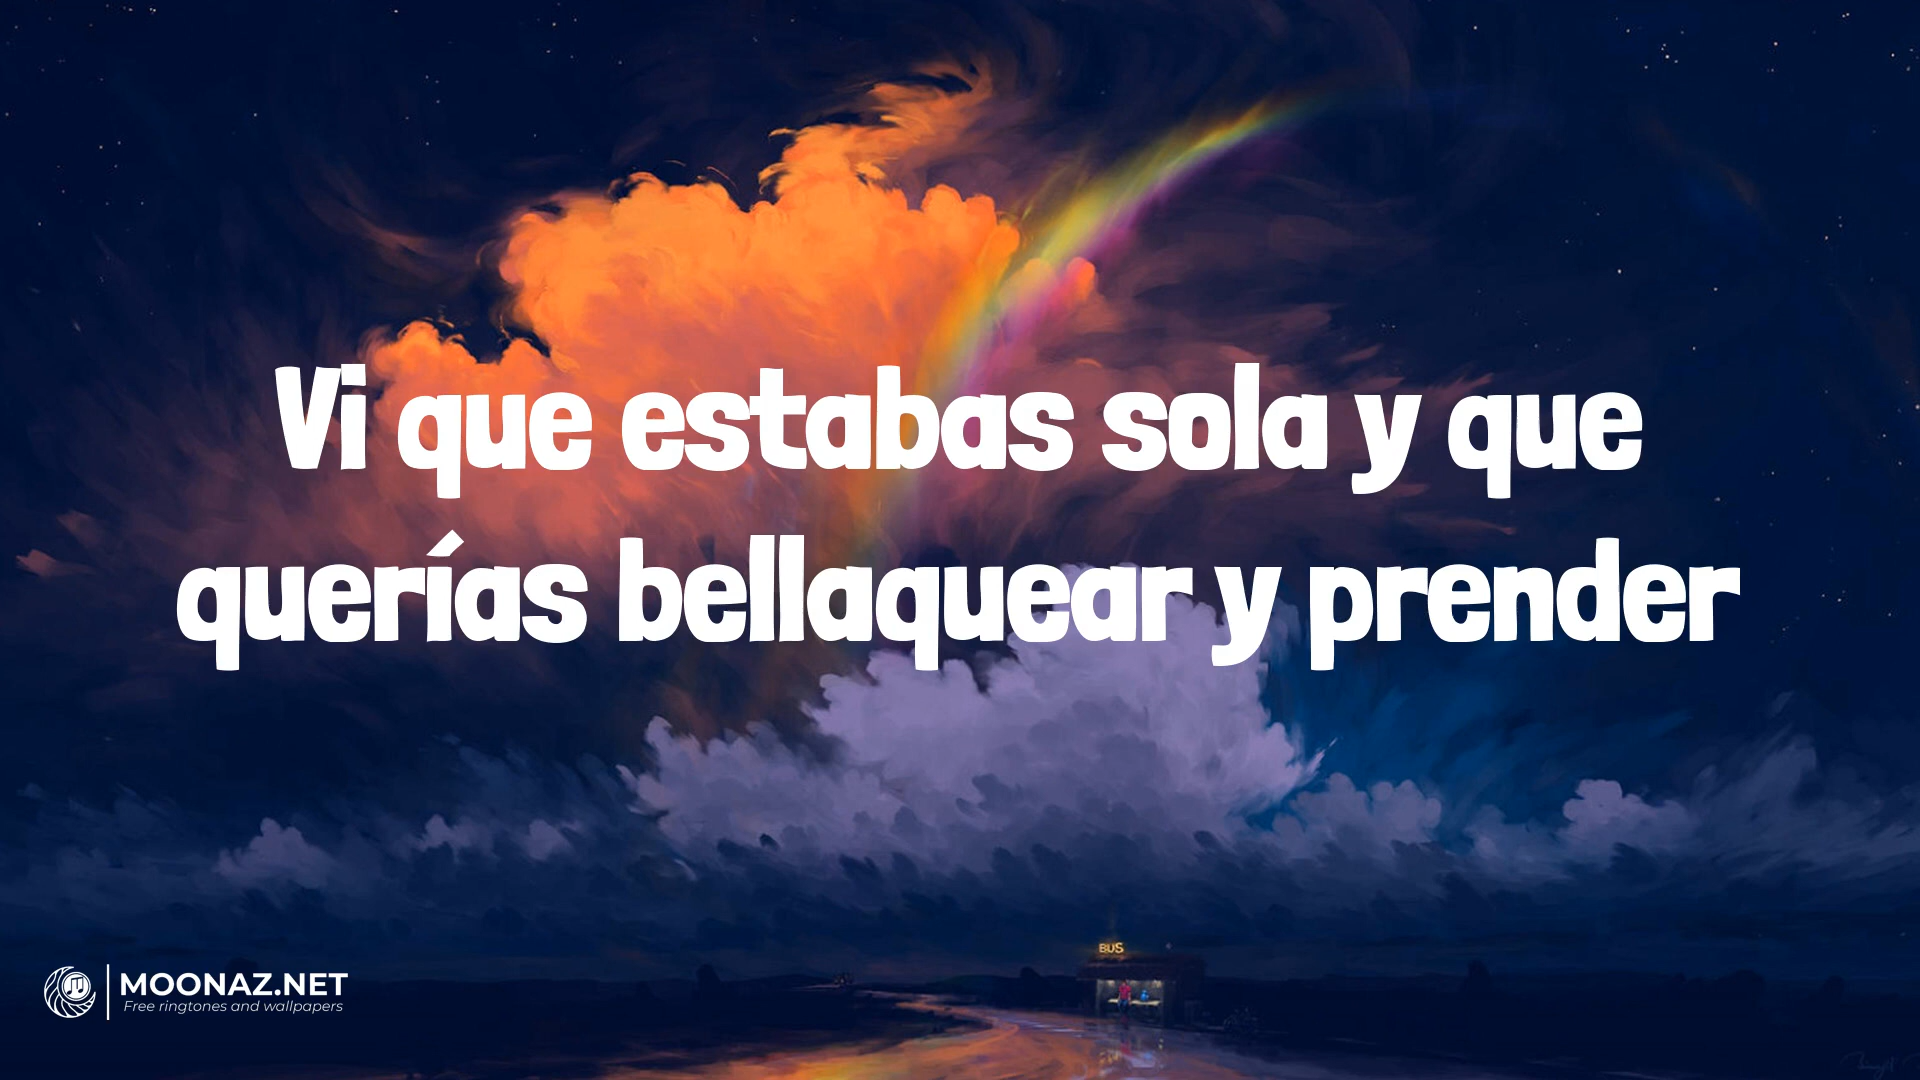 Vi que estabas sola y que
querías bellaquear y prender
BUS
MOONAZ.NET
Free ringtones and wallpapers